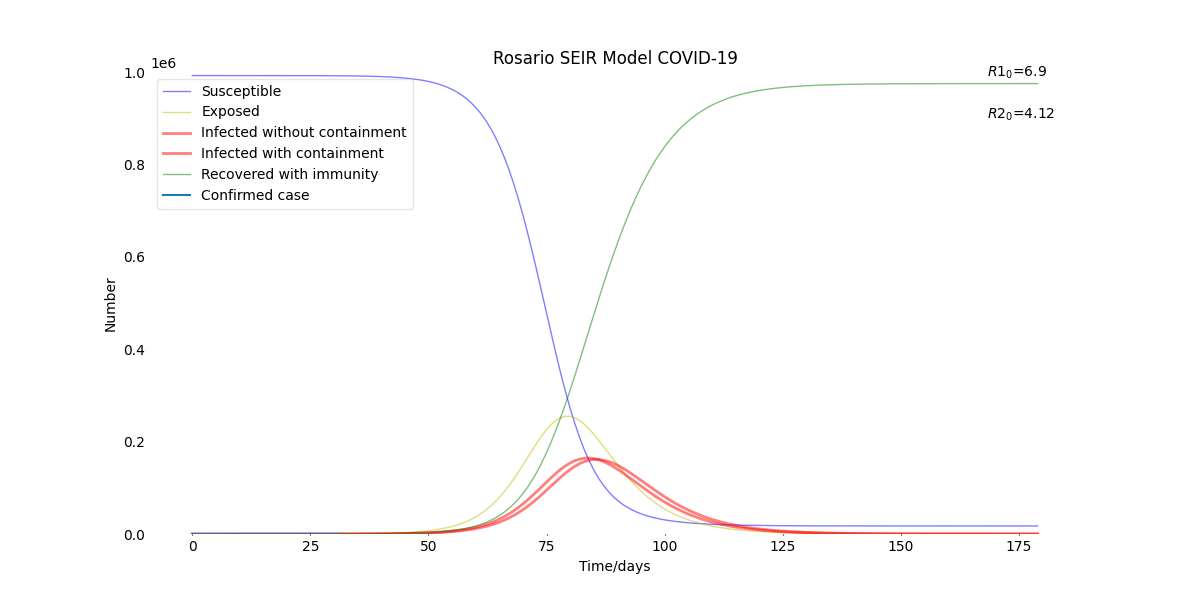 Rosario SEIR Model COVID-19
1e6
R1₀=6.9
R2₀=4.12
Susceptible
Exposed
Infected without containment
Infected with containment
Recovered with immunity
Confirmed case
Number
1.0
0.8
0.6
0.4
0.2
0.0
0 25 50 75 100 125 150 175
Time/days